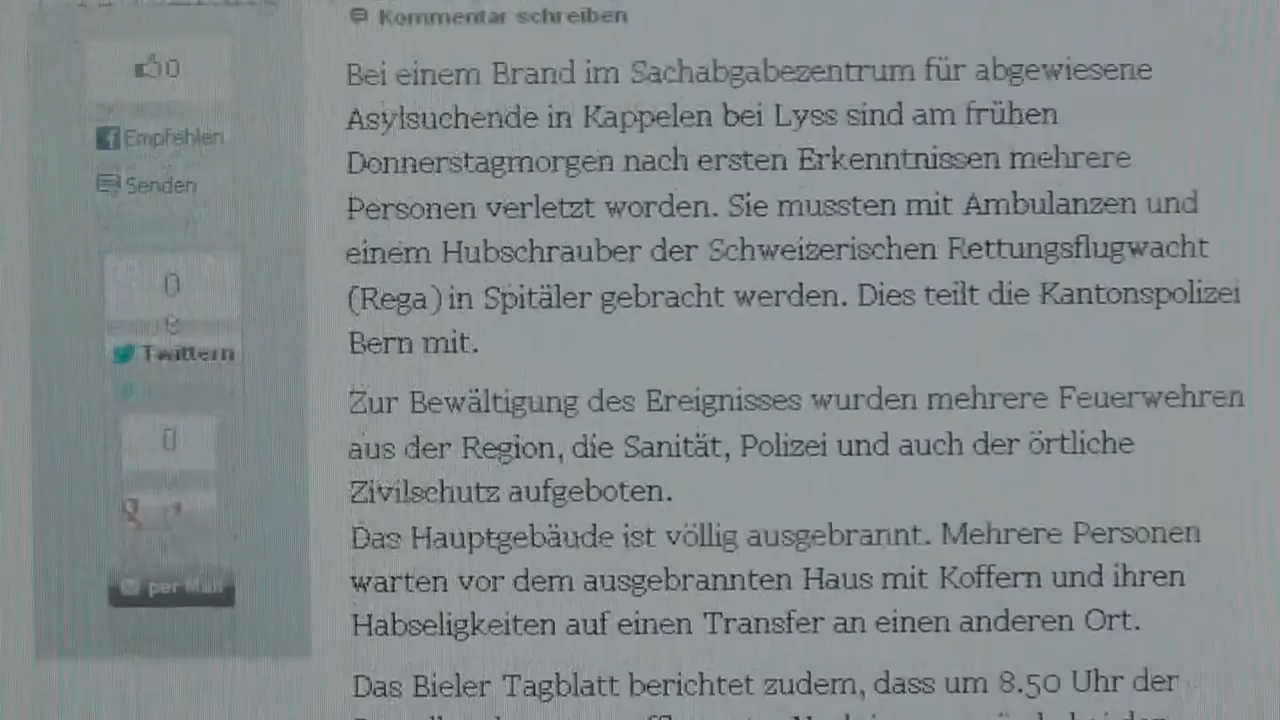 Kommentar schreiben
0
Empfehlen
Senden
0
Twittern
0
per Mail
Bei einem Brand im Sachabgabezentrum für abgewiesene
Asylsuchende in Kappelen bei Lyss sind am frühen
Donnerstagmorgen nach ersten Erkenntnissen mehrere
Personen verletzt worden. Sie mussten mit Ambulanzen und
einem Hubschrauber der Schweizerischen Rettungsflugwacht
(Rega) in Spitäler gebracht werden. Dies teilt die Kantonspolizei
Bern mit.
Zur Bewältigung des Ereignisses wurden mehrere Feuerwehren
aus der Region, die Sanität, Polizei und auch der örtliche
Zivilschutz aufgeboten.
Das Hauptgebäude ist völlig ausgebrannt. Mehrere Personen
warten vor dem ausgebrannten Haus mit Koffern und ihren
Habseligkeiten auf einen Transfer an einen anderen Ort.
Das Bieler Tagblatt berichtet zudem, dass um 8.50 Uhr der